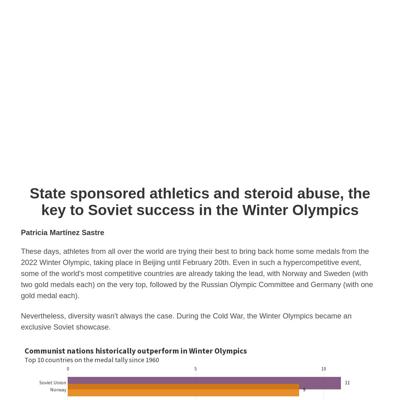 State sponsored athletics and steroid abuse, the
key to Soviet success in the Winter Olympics
Patricia Martínez Sastre
These days, athletes from all over the world are trying their best to bring back home some medals from the
2022 Winter Olympic, taking place in Beijing until February 20th. Even in such a hypercompetitive event,
some of the world's most competitive countries are already taking the lead, with Norway and Sweden (with
two gold medals each) on the very top, followed by the Russian Olympic Committee and Germany (with one
gold medal each).
Nevertheless, diversity wasn't always the case. During the Cold War, the Winter Olympics became an
exclusive Soviet showcase.
Communist nations historically outperform in Winter Olympics
Top 10 countries on the medal tally since 1960
0 5 10
Soviet Union 11
Norway 9